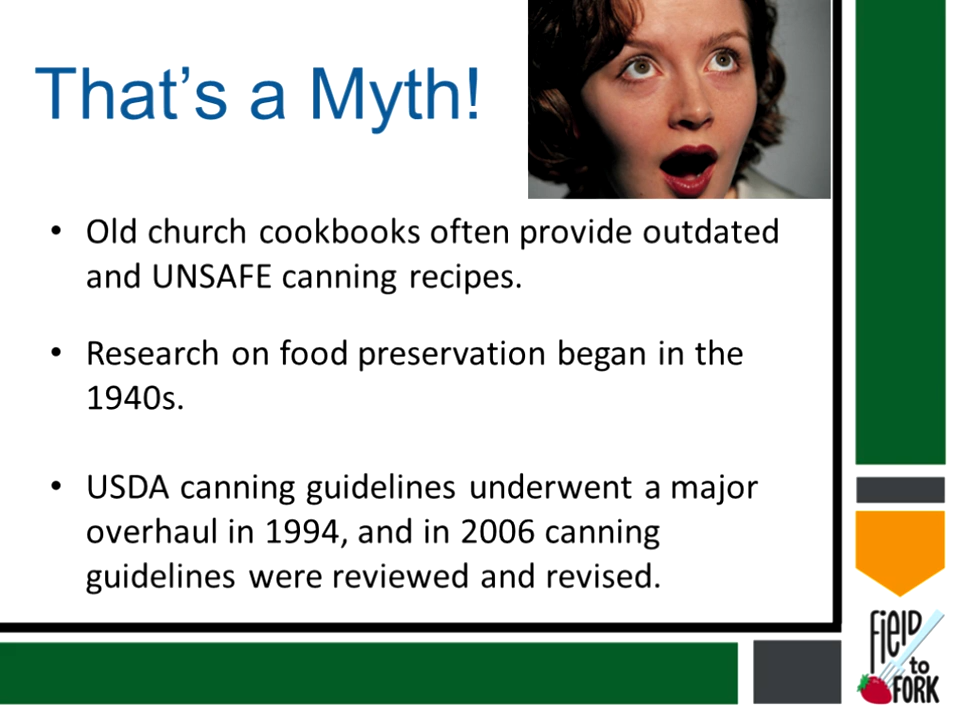 That's a Myth!
• Old church cookbooks often provide outdated
and UNSAFE canning recipes.
• Research on food preservation began in the
1940s.
• USDA canning guidelines underwent a major
overhaul in 1994, and in 2006 canning
guidelines were reviewed and revised.
FIELD
to
FORK